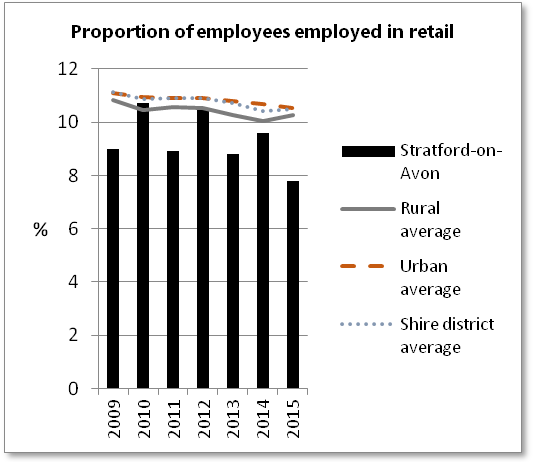 Proportion of employees employed in retail
12
10
8
6
4
2
0
%
2009
2010
2011
2012
2013
2014
2015
Stratford-on-
Avon
Rural
average
Urban
average
Shire district
average